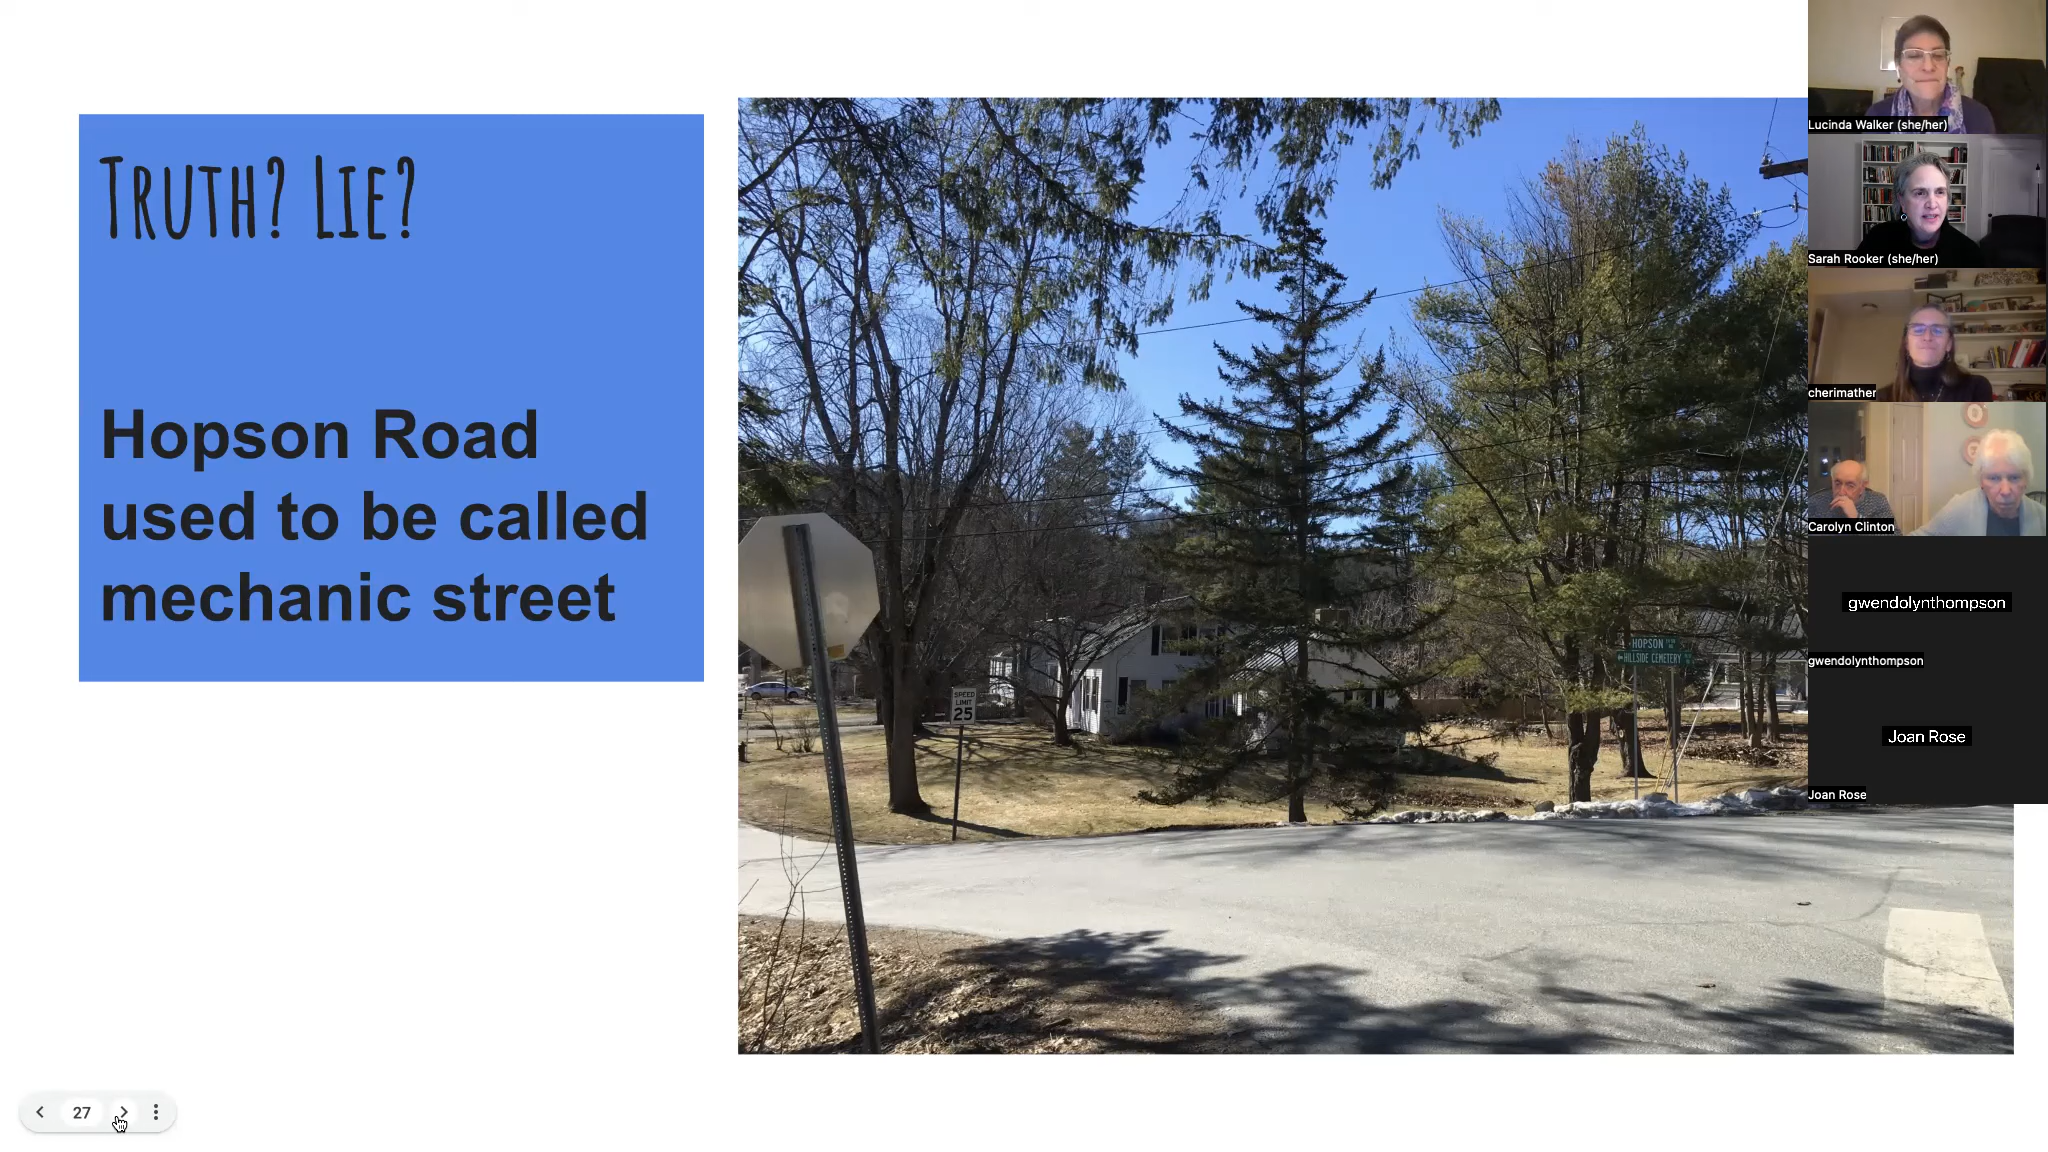 Truth? Lie?
Hopson Road
used to be called
mechanic street
SPEED
LIMIT
25
HOPSON
HILLSIDE CEMETERY
Lucinda Walker (she/her)
Sarah Rooker (she/her)
cherimather
Carolyn Clinton
gwendolynthompson
gwendolynthompson
Joan Rose
Joan Rose
27